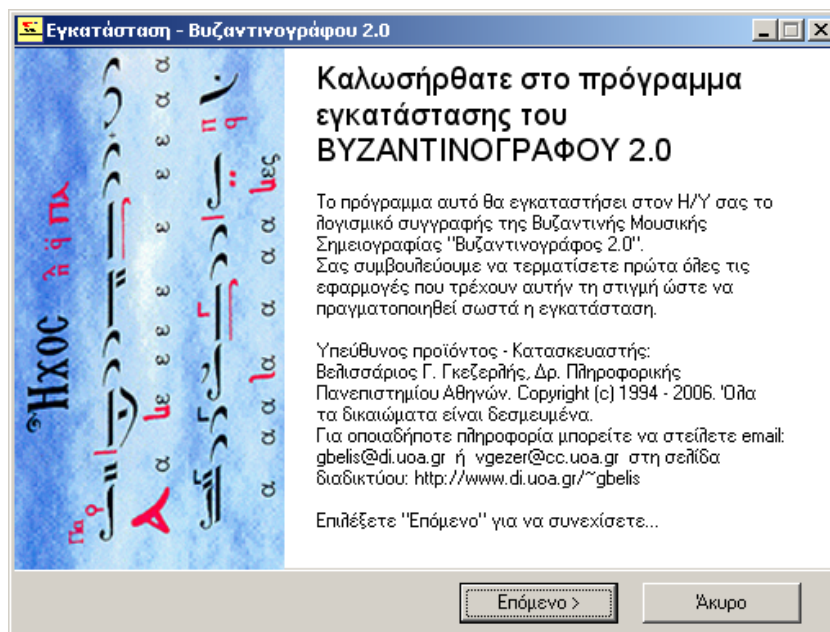 Εγκατάσταση - Βυζαντινογράφου 2.0
Καλωσήρθατε στο πρόγραμμα
εγκατάστασης του
ΒΥΖΑΝΤΙΝΟΓΡΑΦΟΥ 2.0
Το πρόγραμμα αυτό θα εγκαταστήσει στον Η/Υ σας το
λογισμικό συγγραφής της Βυζαντινής Μουσικής
Σημειογραφίας "Βυζαντινογράφος 2.0".
Σας συμβουλεύουμε να τερματίσετε πρώτα όλες τις
εφαρμογές που τρέχουν αυτήν τη στιγμή ώστε να
πραγματοποιηθεί σωστά η εγκατάσταση.
Υπεύθυνος προϊόντος - Κατασκευαστής:
Βελισσάριος Γ. Γκεζερλής, Δρ. Πληροφορικής
Πανεπιστημίου Αθηνών. Copyright (c) 1994 - 2006. Όλα
τα δικαιώματα είναι δεσμευμένα.
Για οποιαδήποτε πληροφορία μπορείτε να στείλετε email:
gbelis@di.uoa.gr ή vgezer@cc.uoa.gr στη σελίδα
διαδικτύου: http://www.di.uoa.gr/~gbelis
Επιλέξετε "Επόμενο" για να συνεχίσετε...
Ἦχος
Πα
Α α με ε ε ε ε ε α α
α α α λα α α α α μες
Επόμενο >
Άκυρο